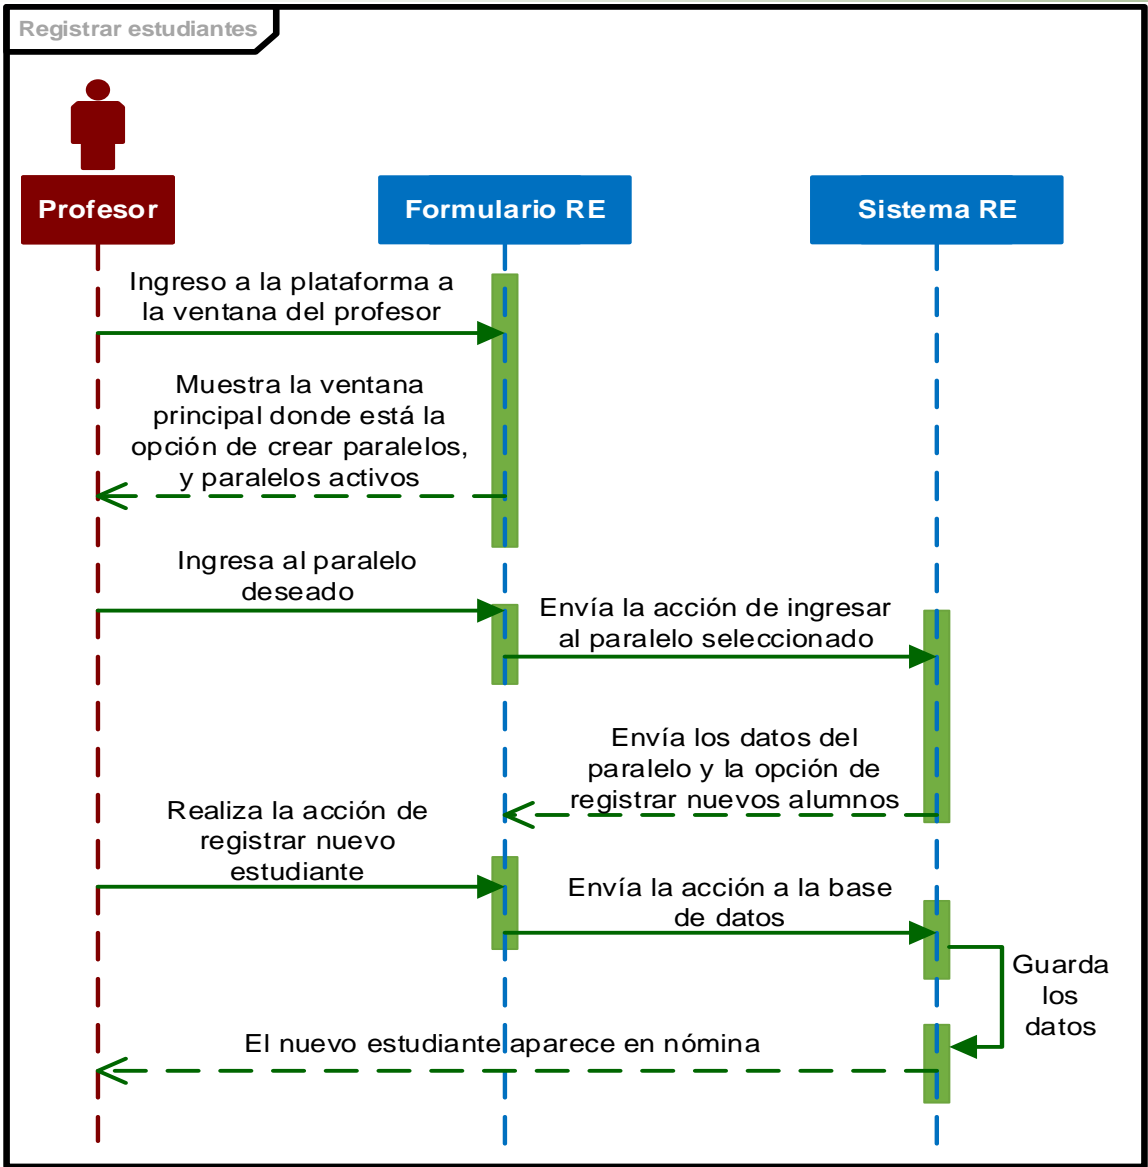 Registrar estudiantes
Profesor
Formulario RE
Sistema RE
Ingreso a la plataforma a
la ventana del profesor
Muestra la ventana
principal donde está la
opción de crear paralelos,
y paralelos activos
Ingresa al paralelo
deseado
Envía la acción de ingresar
al paralelo seleccionado
Envía los datos del
paralelo y la opción de
registrar nuevos alumnos
Realiza la acción de
registrar nuevo
estudiante
Envía la acción a la base
de datos
Guarda
los
datos
El nuevo estudiante aparece en nómina